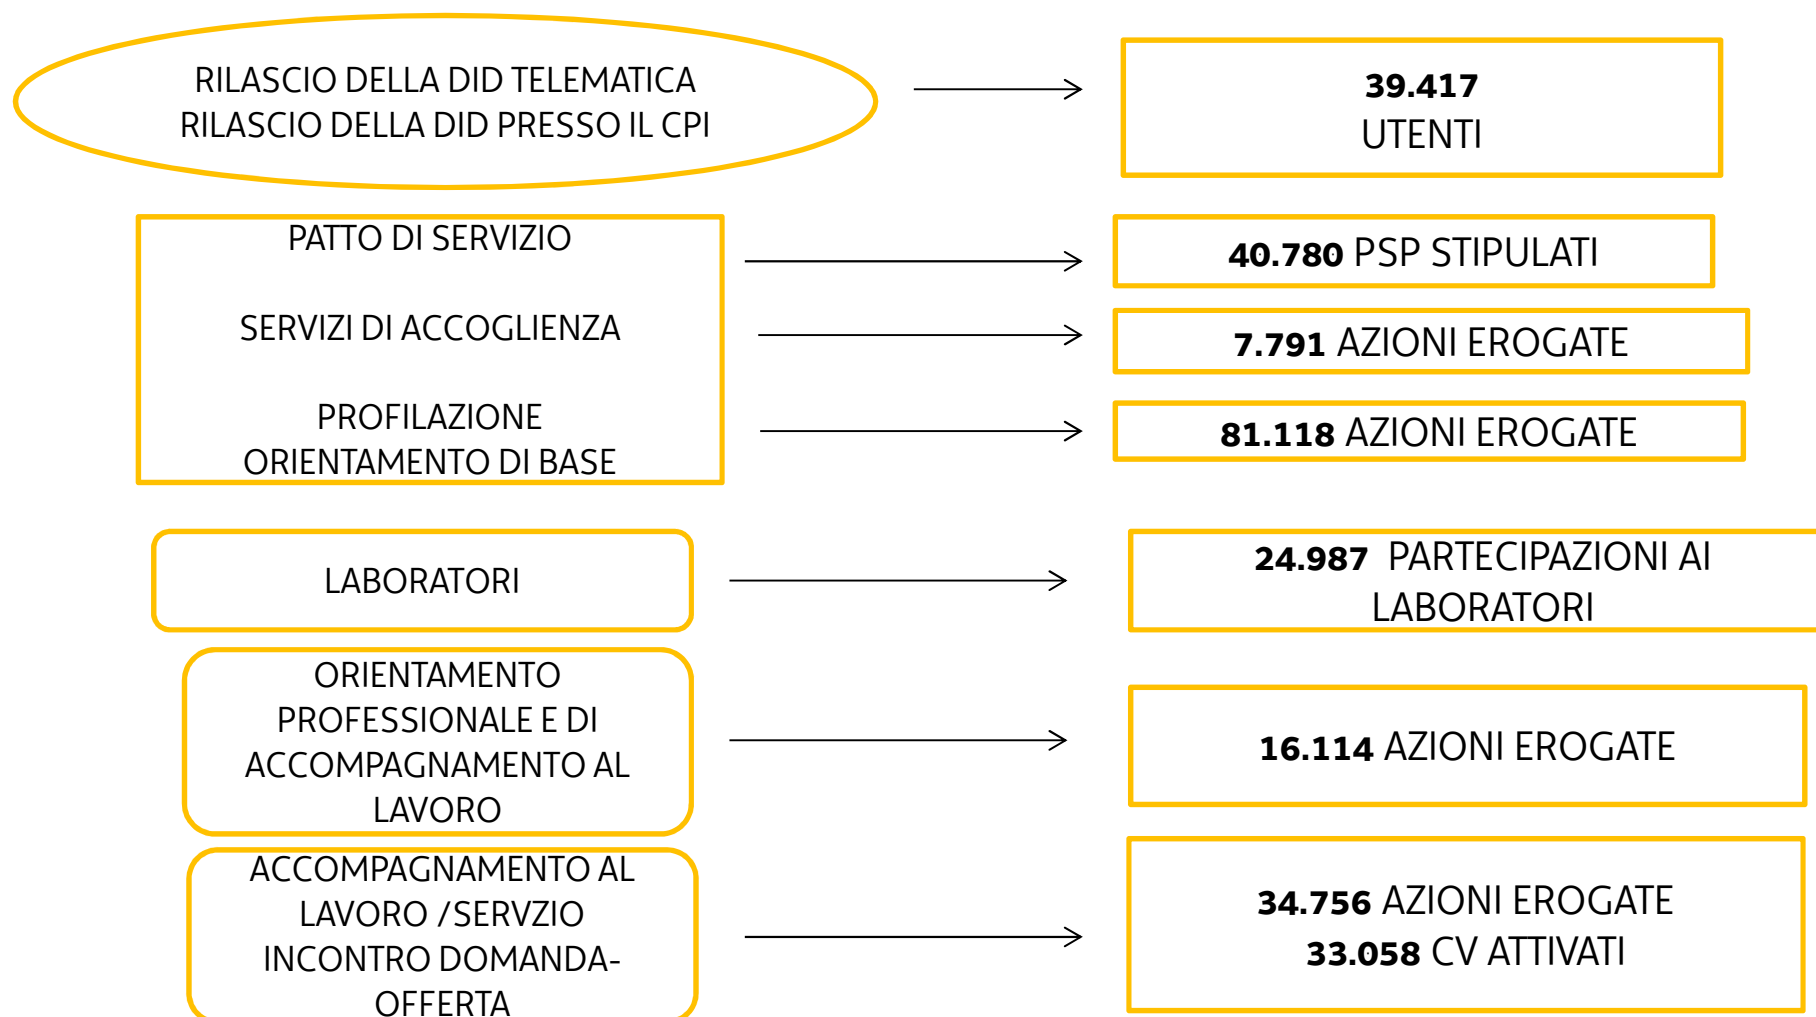 RILASCIO DELLA DID TELEMATICA
RILASCIO DELLA DID PRESSO IL CPI
39.417
UTENTI
PATTO DI SERVIZIO
40.780 PSP STIPULATI
SERVIZI DI ACCOGLIENZA
7.791 AZIONI EROGATE
PROFILAZIONE
ORIENTAMENTO DI BASE
81.118 AZIONI EROGATE
LABORATORI
24.987 PARTECIPAZIONI AI
LABORATORI
ORIENTAMENTO
PROFESSIONALE E DI
ACCOMPAGNAMENTO AL
LAVORO
16.114 AZIONI EROGATE
ACCOMPAGNAMENTO AL
LAVORO /SERVZIO
INCONTRO DOMANDA-
OFFERTA
34.756 AZIONI EROGATE
33.058 CV ATTIVATI